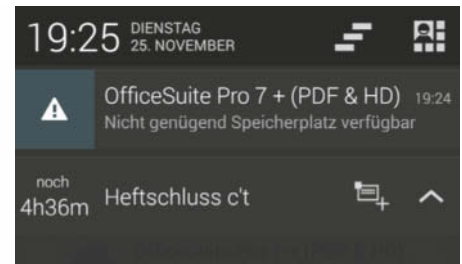 19:25 DIENSTAG
25. NOVEMBER
OfficeSuite Pro 7 + (PDF & HD) 19:24
Nicht genügend Speicherplatz verfügbar
noch
4h36m Heftschluss c't